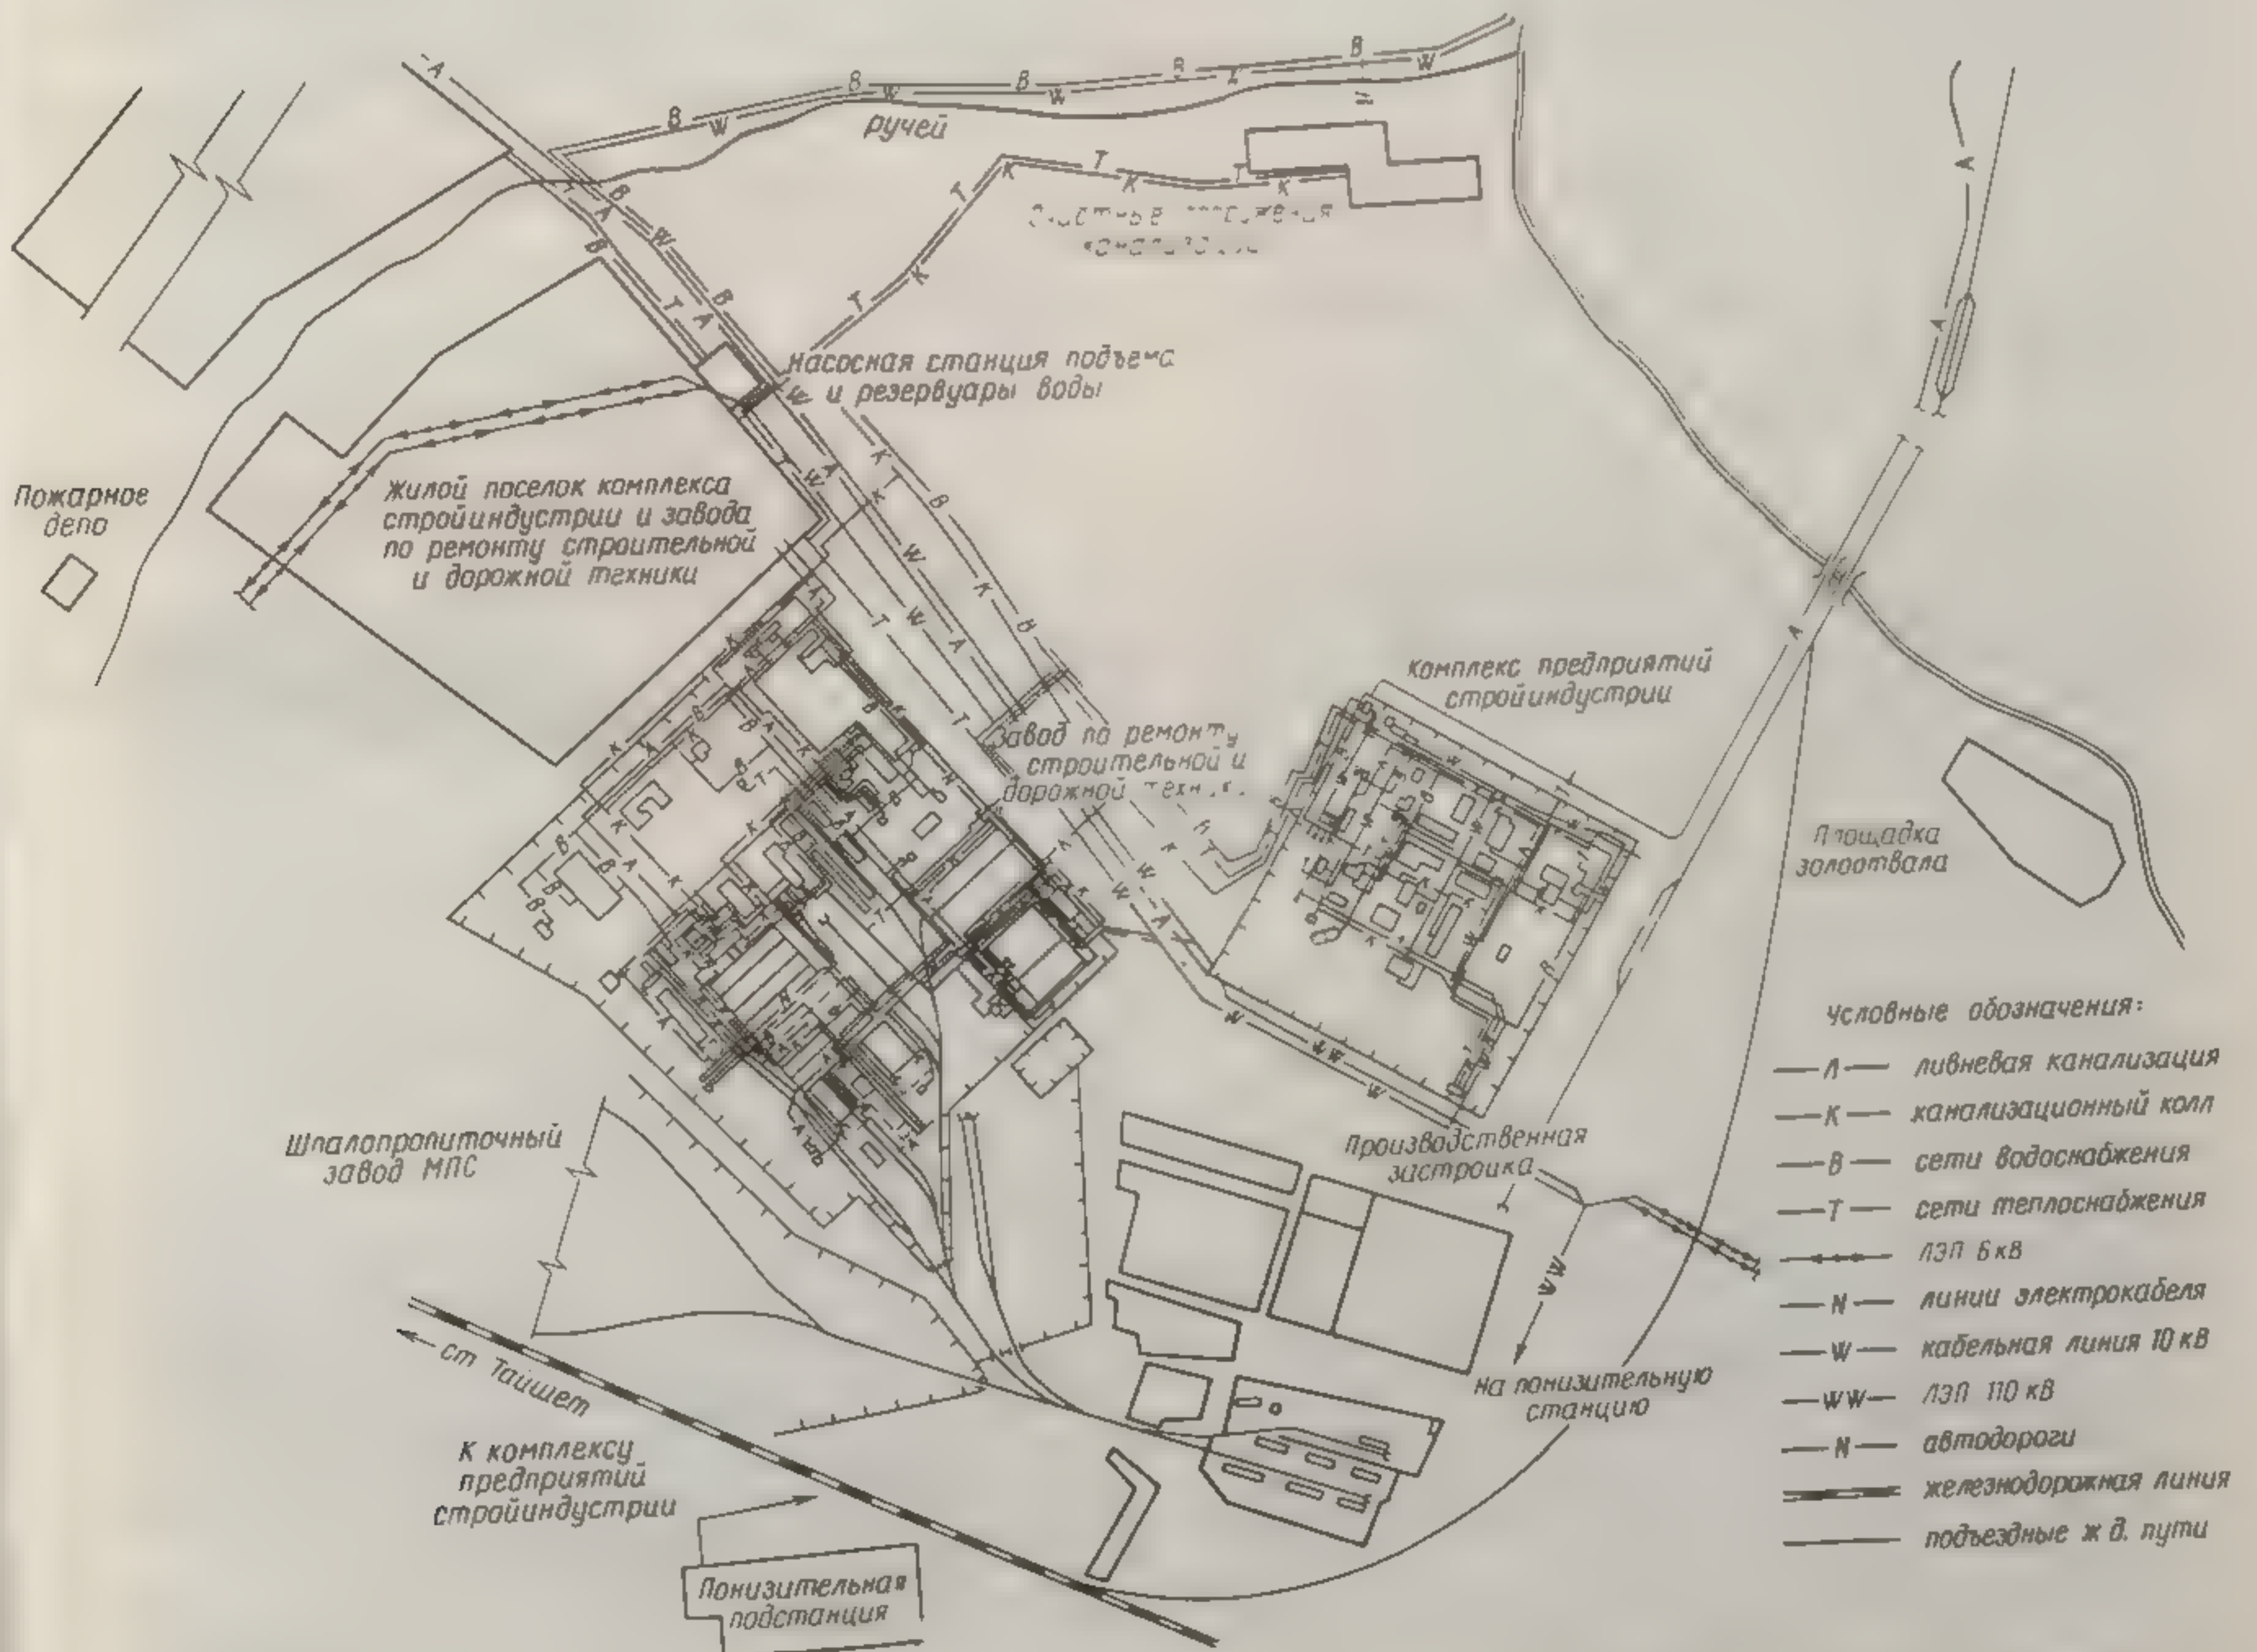 ручей
Насосная станция подъема
и резервуары воды
Пожарное
депо
Жилой поселок комплекса
стройиндустрии и завода
по ремонту строительной
и дорожной техники
Комплекс предприятий
стройиндустрии
Завод по ремонту
строительной и
дорожной
Площадка
золоотвала
Шпалопропиточный
завод МПС
Производственная
застройка
ст Тайшет
На понизительную
станцию
К комплексу
предприятий
стройиндустрии
Понизительная
подстанция
Условные обозначения:
Л ливневая канализация
К канализационный колл
В сети водоснабжения
Т сети теплоснабжения
ЛЭП 6 кВ
N линии электрокабеля
W кабельная линия 10 кВ
WW ЛЭП 110 кВ
автодороги
железнодорожная линия
подъездные ж д. пути